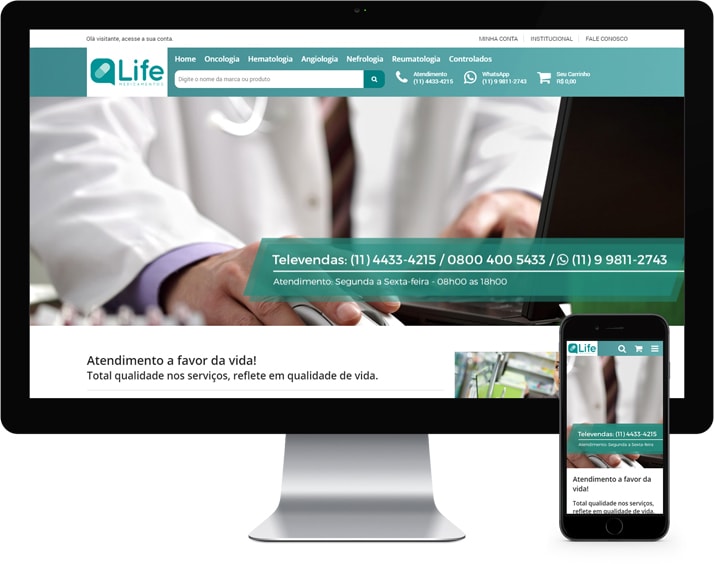 Olá visitante, acesse a sua conta.
MINHA CONTA
INSTITUCIONAL
FALE CONOSCO
QLife
MEDICAMENTOS
Home Oncologia Hematologia Angiologia Nefrologia Reumatologia Controlados
Digite o nome da marca ou produto
Atendimento
(11) 4433-4215
WhatsApp
(11) 9 9811-2743
Seu Carrinho
R$ 0,00
Televendas: (11) 4433-4215 / 0800 400 5433 / (11) 9 9811-2743
Atendimento: Segunda a Sexta-feira - 08h00 as 18h00
Atendimento a favor da vida!
Total qualidade nos serviços, reflete em qualidade de vida.
QLife
Televendas: (11) 4433-4215
Atendimento: Segunda a Sexta-feira
Atendimento a favor da
vida!
Total qualidade nos serviços,
reflete em qualidade de vida.